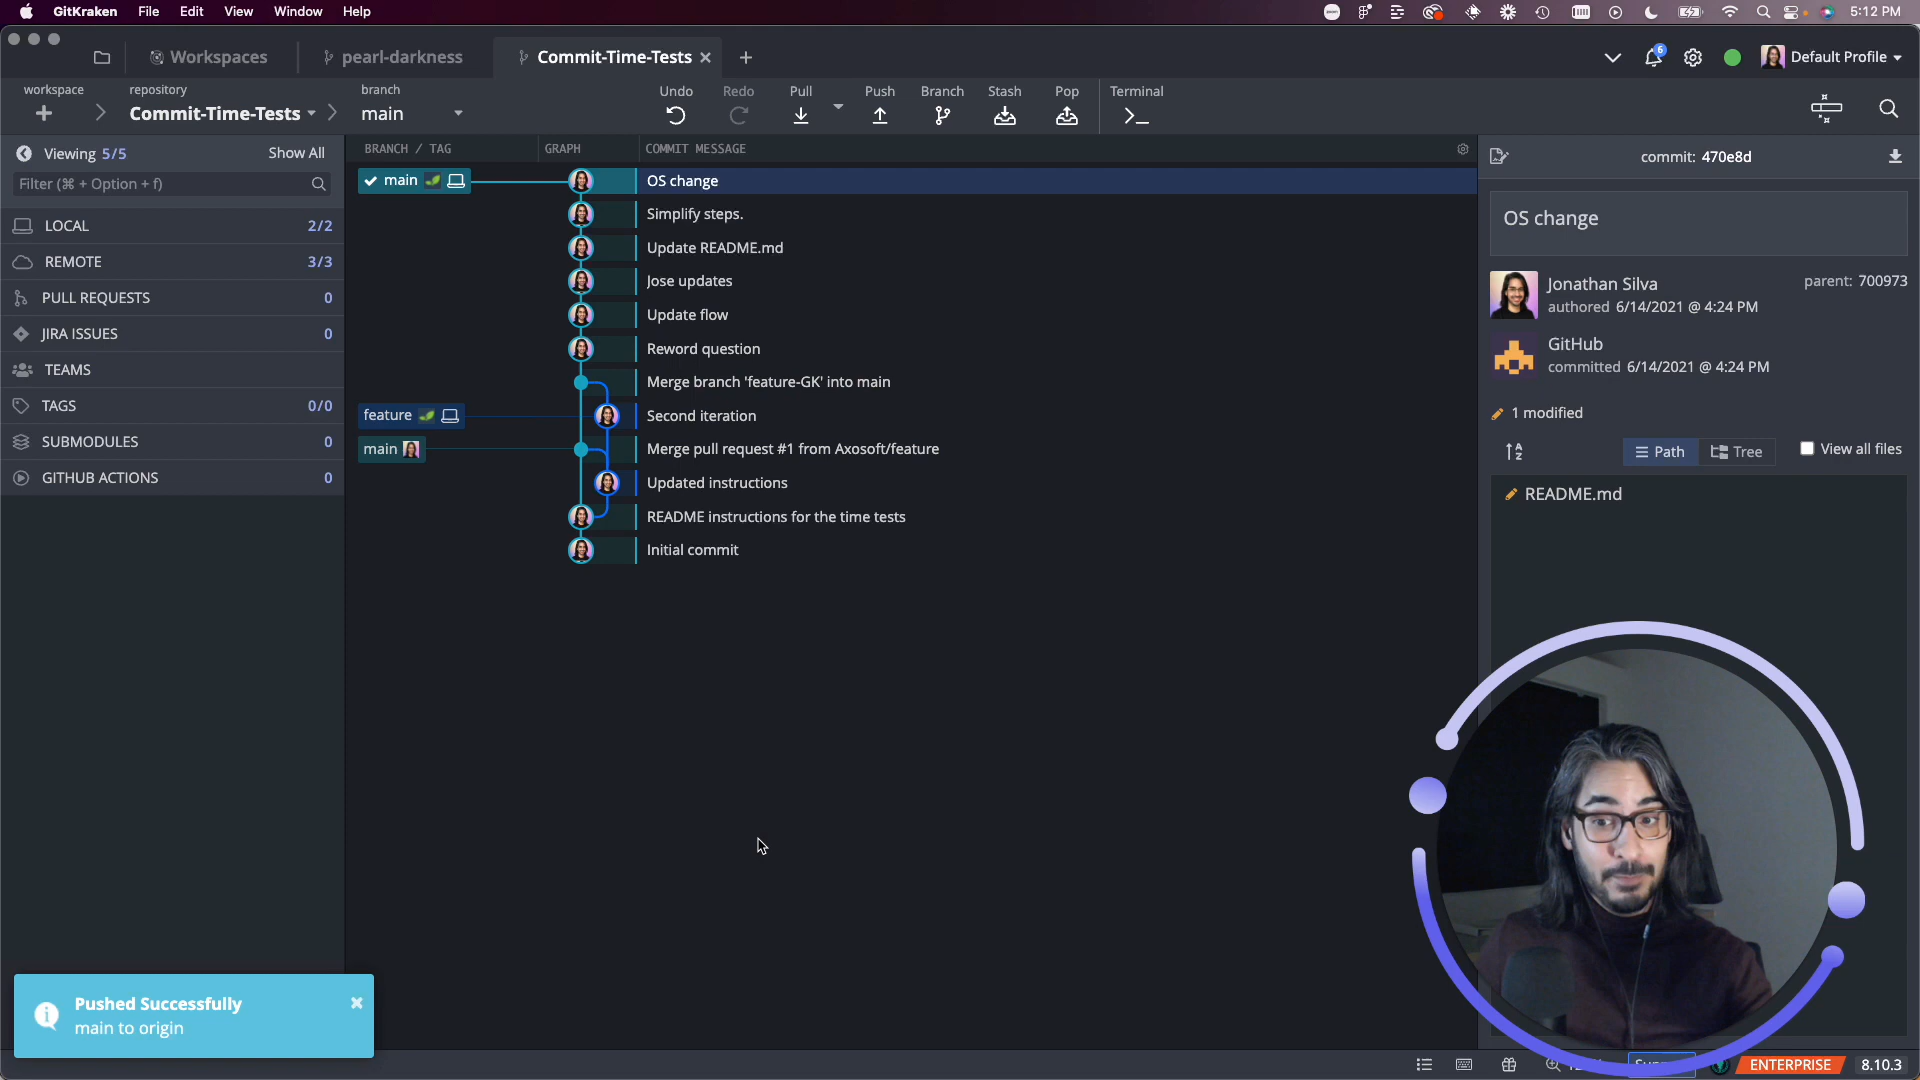 GitKraken File Edit View Window Help
5:12 PM
Workspaces
pearl-darkness
Commit-Time-Tests
6
Default Profile
workspace
repository
Commit-Time-Tests
branch
main
Undo
Redo
Pull
Push
Branch
Stash
Pop
Terminal
Viewing 5/5
Show All
Filter (⌘ + Option + f)
LOCAL 2/2
REMOTE 3/3
PULL REQUESTS 0
JIRA ISSUES 0
TEAMS
TAGS 0/0
SUBMODULES 0
GITHUB ACTIONS 0
BRANCH / TAG
GRAPH
COMMIT MESSAGE
main
OS change
Simplify steps.
Update README.md
Jose updates
Update flow
Reword question
Merge branch 'feature-GK' into main
feature
Second iteration
main
Merge pull request #1 from Axosoft/feature
Updated instructions
README instructions for the time tests
Initial commit
commit: 470e8d
OS change
Jonathan Silva
parent: 700973
authored 6/14/2021 @ 4:24 PM
GitHub
committed 6/14/2021 @ 4:24 PM
1 modified
Path
Tree
View all files
README.md
Pushed Successfully
main to origin
ENTERPRISE
8.10.3